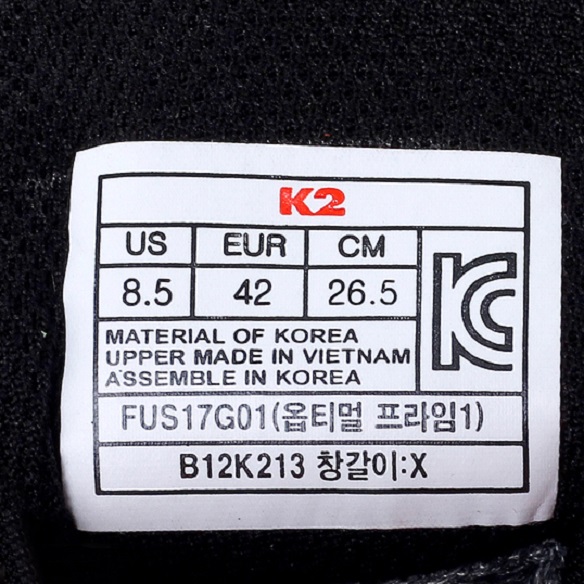 K2
US EUR CM
8.5 42 26.5
KC
MATERIAL OF KOREA
UPPER MADE IN VIETNAM
ASSEMBLE IN KOREA
FUS17G01(옵티멀 프라임1)
B12K213 창갈이:X